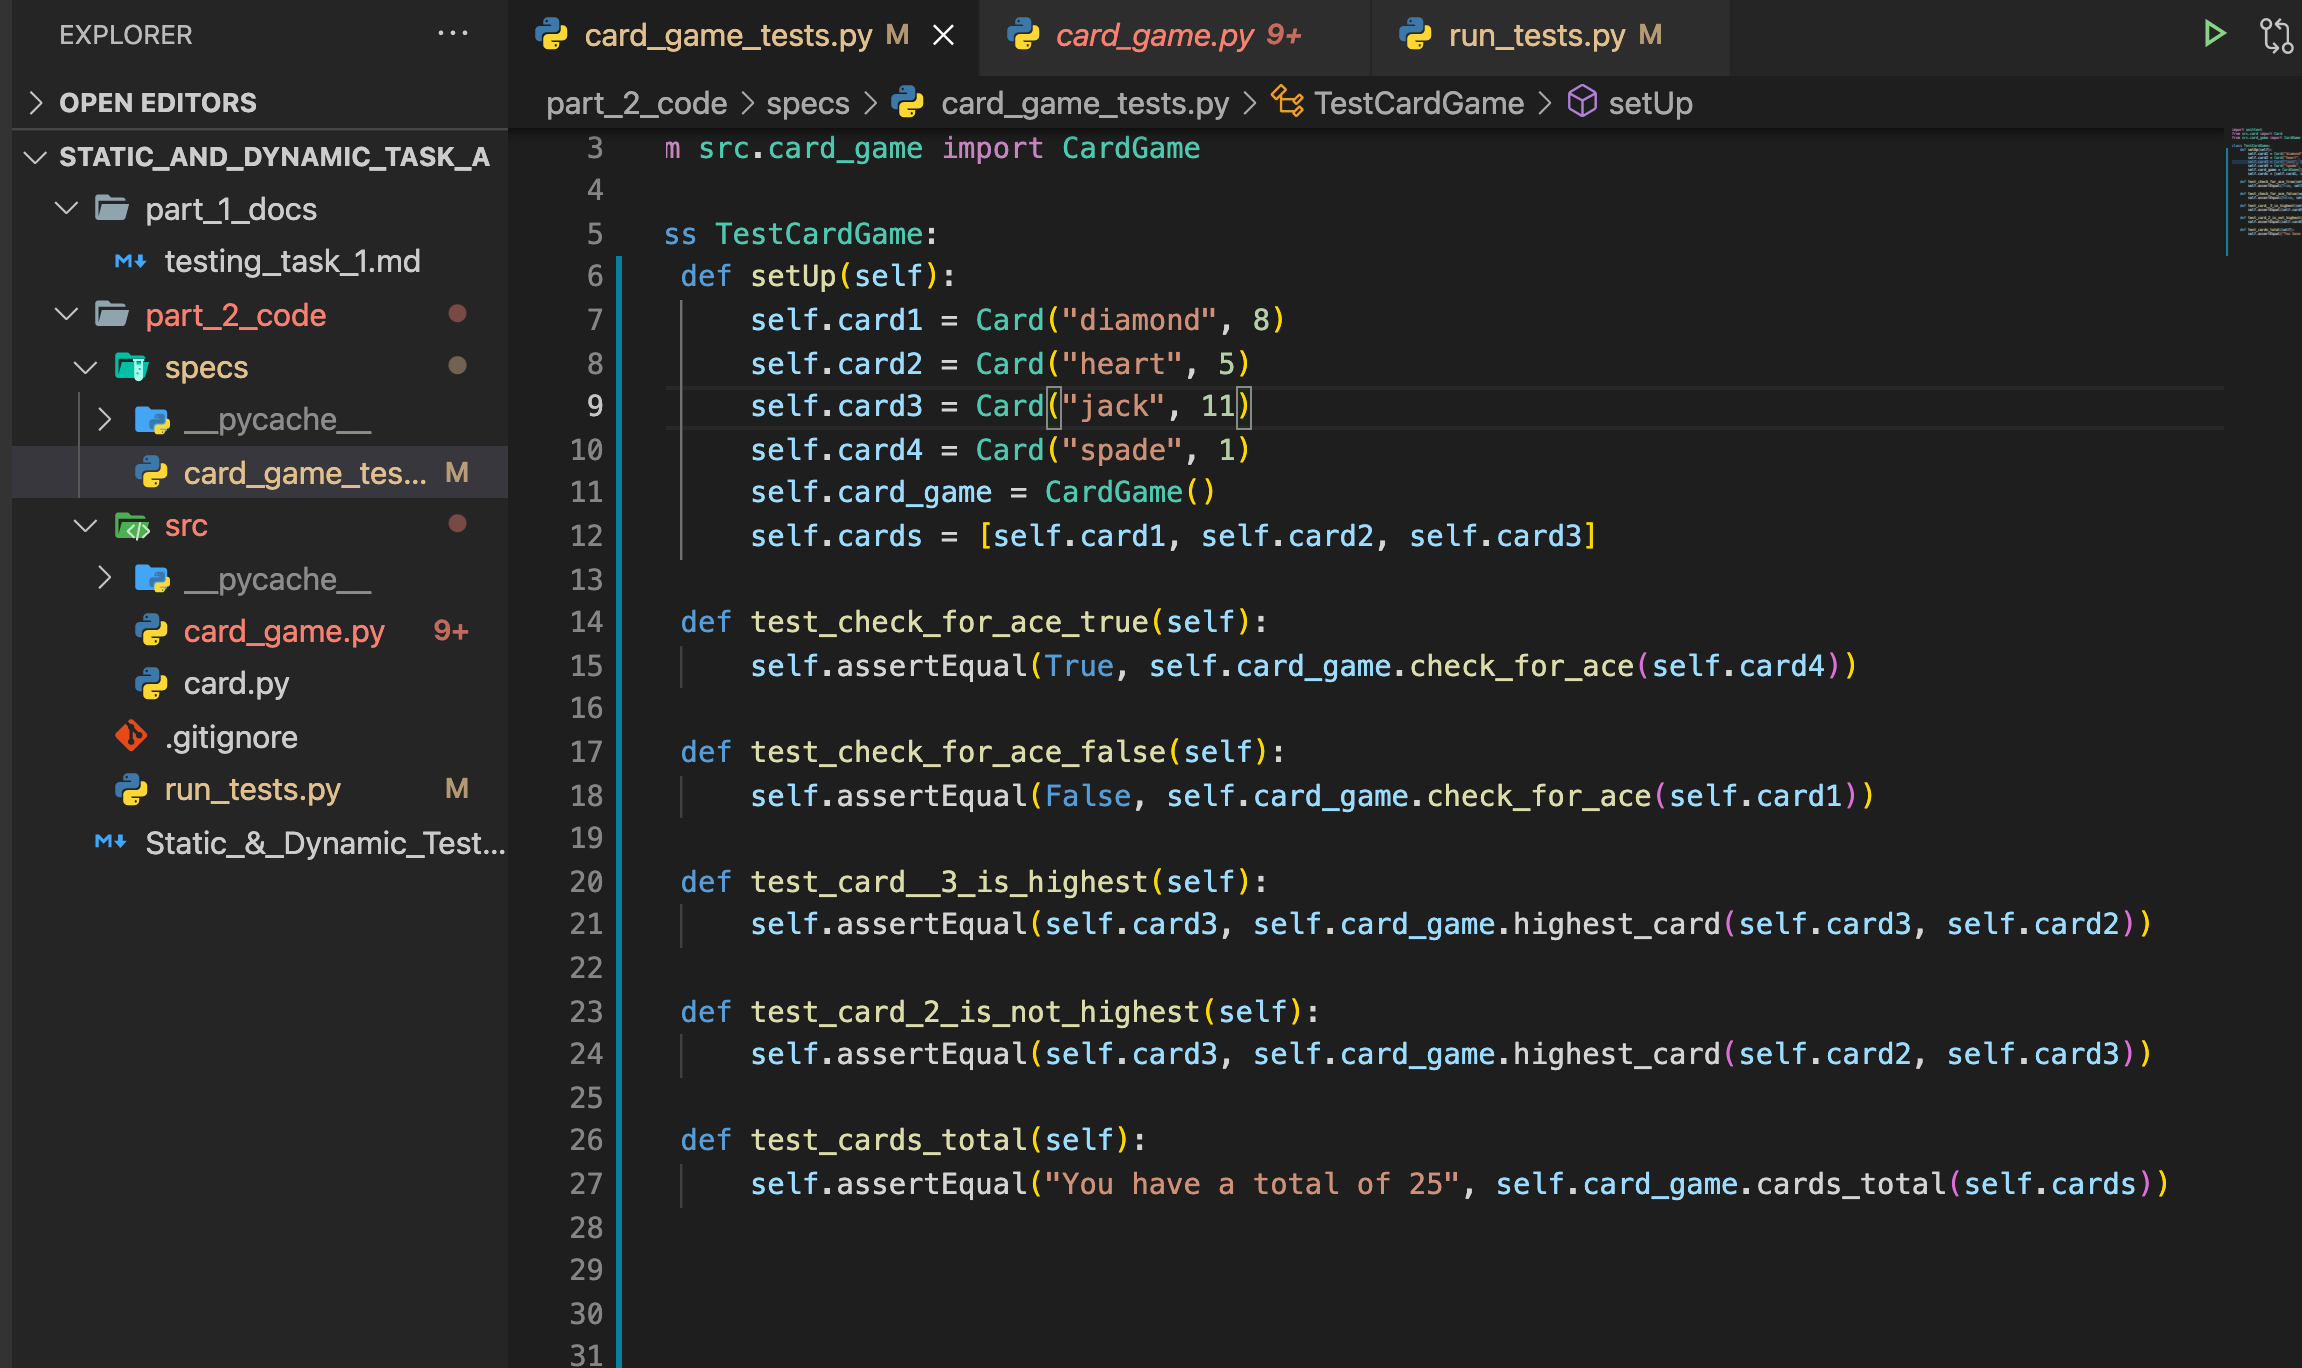 EXPLORER ...
OPEN EDITORS
STATIC_AND_DYNAMIC_TASK_A
part_1_docs
testing_task_1.md
part_2_code
specs
__pycache__
card_game_tes... M
src
__pycache__
card_game.py 9+
card.py
.gitignore
run_tests.py M
Static_&_Dynamic_Test...
card_game_tests.py M
card_game.py 9+
run_tests.py M
part_2_code > specs > card_game_tests.py > TestCardGame > setUp
3 m src.card_game import CardGame
4
5 ss TestCardGame:
6 def setUp(self):
7 self.card1 = Card("diamond", 8)
8 self.card2 = Card("heart", 5)
9 self.card3 = Card("jack", 11)
10 self.card4 = Card("spade", 1)
11 self.card_game = CardGame()
12 self.cards = [self.card1, self.card2, self.card3]
13
14 def test_check_for_ace_true(self):
15 self.assertEqual(True, self.card_game.check_for_ace(self.card4))
16
17 def test_check_for_ace_false(self):
18 self.assertEqual(False, self.card_game.check_for_ace(self.card1))
19
20 def test_card__3_is_highest(self):
21 self.assertEqual(self.card3, self.card_game.highest_card(self.card3, self.card2))
22
23 def test_card_2_is_not_highest(self):
24 self.assertEqual(self.card3, self.card_game.highest_card(self.card2, self.card3))
25
26 def test_cards_total(self):
27 self.assertEqual("You have a total of 25", self.card_game.cards_total(self.cards))
28
29
30
31